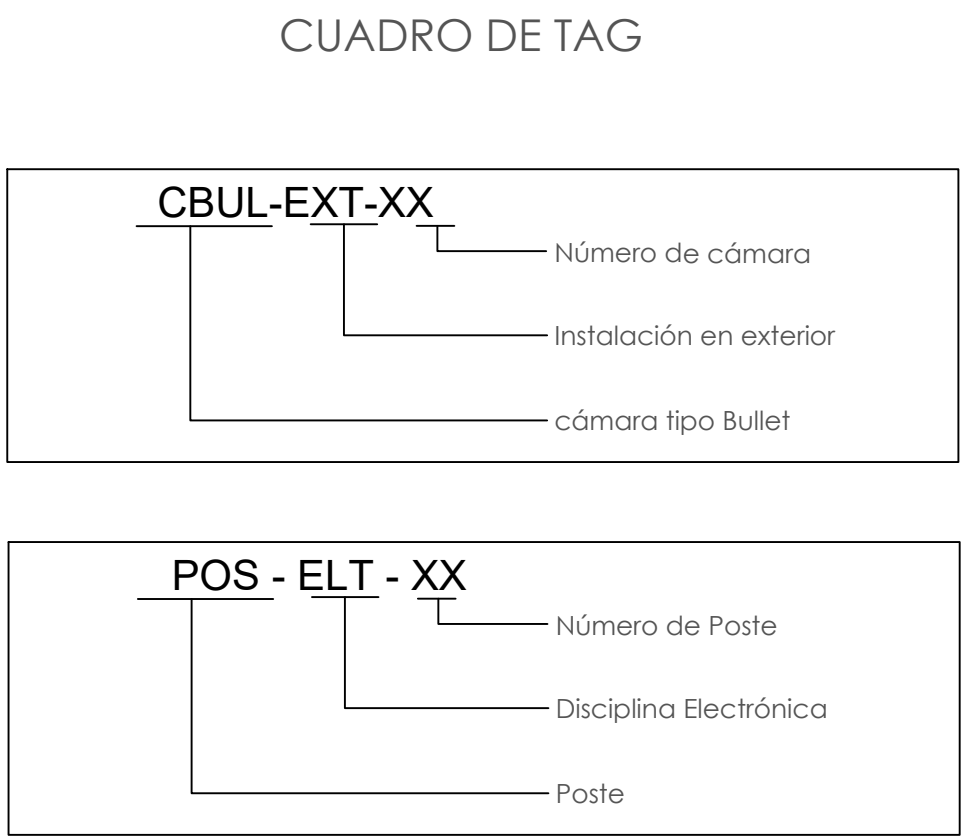 CUADRO DE TAG
CBUL-EXT-XX
Número de cámara
Instalación en exterior
cámara tipo Bullet
POS - ELT - XX
Número de Poste
Disciplina Electrónica
Poste